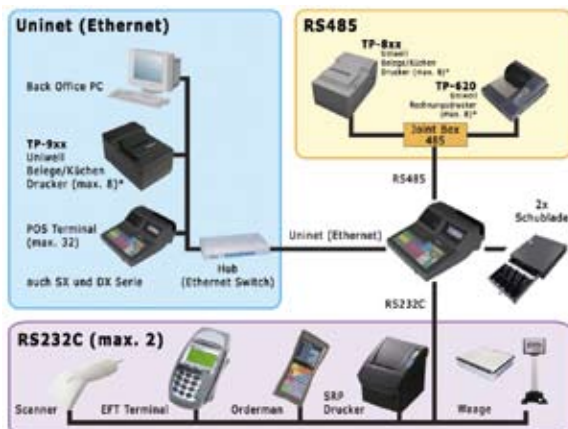 Uninet (Ethernet)
Back Office PC
TP-9xx
Uniwell
Belege/Küchen
Drucker (max. 8)*
POS Terminal
(max. 32)
auch SX und DX Serie
Hub
(Ethernet Switch)
RS485
TP-8xx
Uniwell
Belege/Küchen
Drucker (max. 8)*
TP-620
Uniwell
Rechnungsdrucker
(max. 8)*
Joint Box
485
RS485
Uninet (Ethernet)
2x
Schublade
RS232C
RS232C (max. 2)
Scanner
EFT Terminal
Orderman
SRP
Drucker
Waage